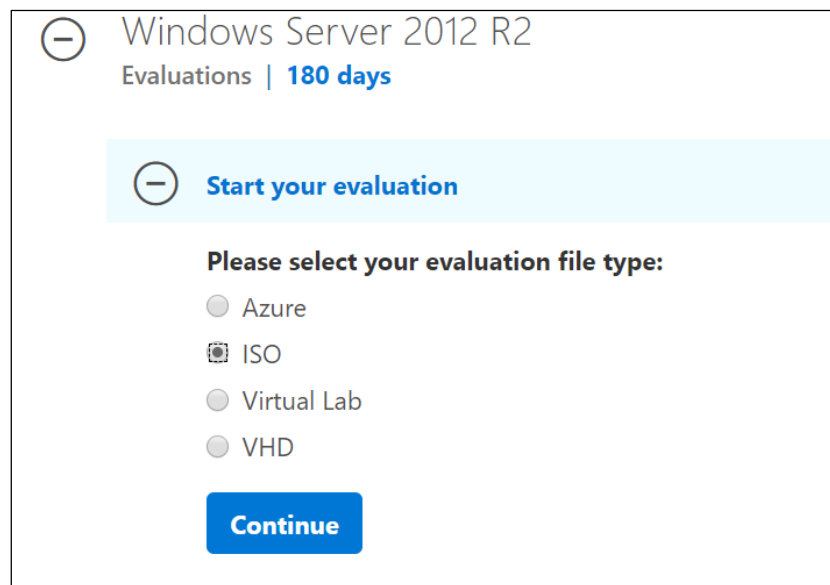 Windows Server 2012 R2
Evaluations | 180 days
Start your evaluation
Please select your evaluation file type:
Azure
ISO
Virtual Lab
VHD
Continue